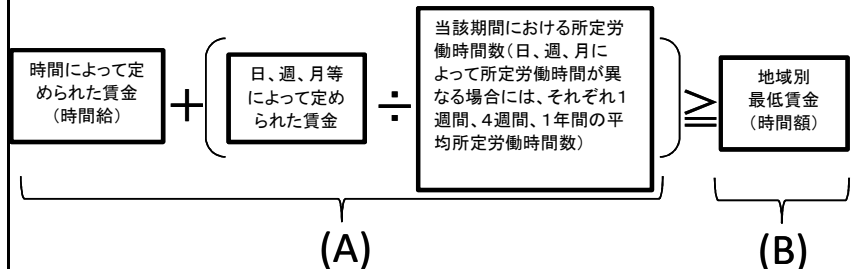 時間によって定
められた賃金
(時間給)
+
日、週、月等
によって定め
られた賃金
÷
当該期間における所定労
働時間数(日、週、月に
よって所定労働時間が異
なる場合には、それぞれ1
週間、4週間、1年間の平
均所定労働時間数)
≧
地域別
最低賃金
(時間額)
(A)
(B)